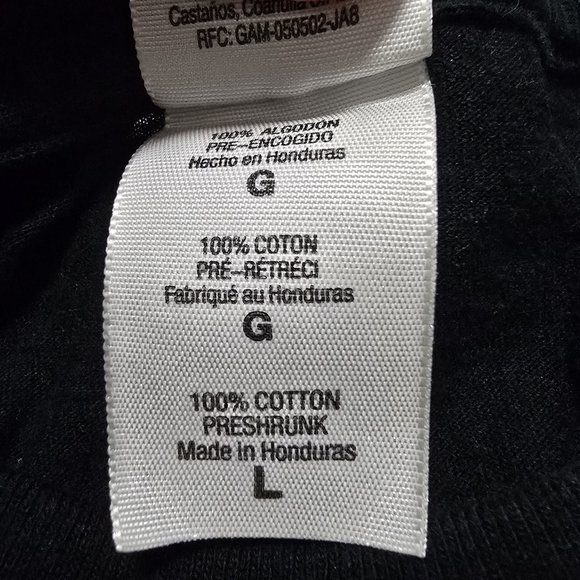 Castaños, Coahuila
RFC: GAM-050502-JA8
100% ALGODÓN
PRE-ENCOGIDO
Hecho en Honduras
G
100% COTON
PRÉ-RÉTRÉCI
Fabriqué au Honduras
G
100% COTTON
PRESHRUNK
Made in Honduras
L